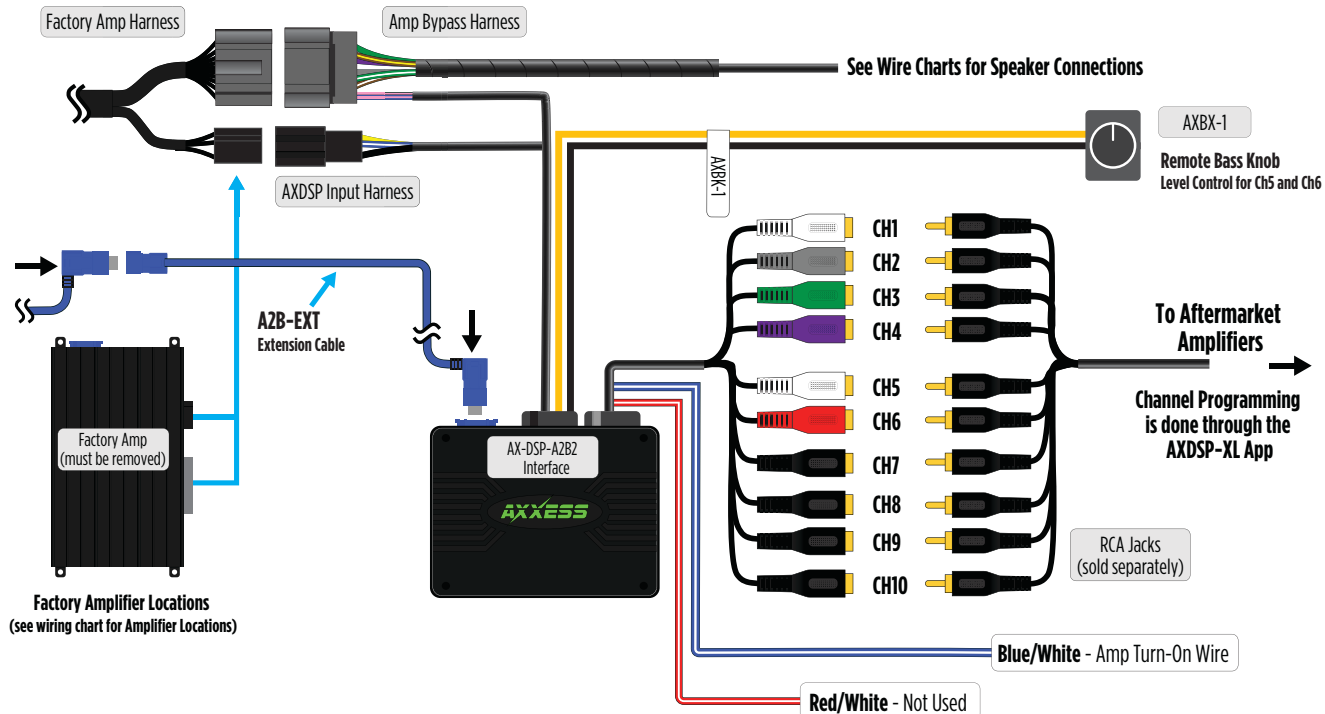 Factory Amp Harness
Amp Bypass Harness
See Wire Charts for Speaker Connections
AXBX-1
Remote Bass Knob
Level Control for Ch5 and Ch6
AXBK-1
AXDSP Input Harness
A2B-EXT
Extension Cable
CH1
CH2
CH3
CH4
CH5
CH6
CH7
CH8
CH9
CH10
To Aftermarket
Amplifiers
Channel Programming
is done through the
AXDSP-XL App
RCA Jacks
(sold separately)
Factory Amp
(must be removed)
AX-DSP-A2B2
Interface
AXXESS
Factory Amplifier Locations
(see wiring chart for Amplifier Locations)
Blue/White - Amp Turn-On Wire
Red/White - Not Used